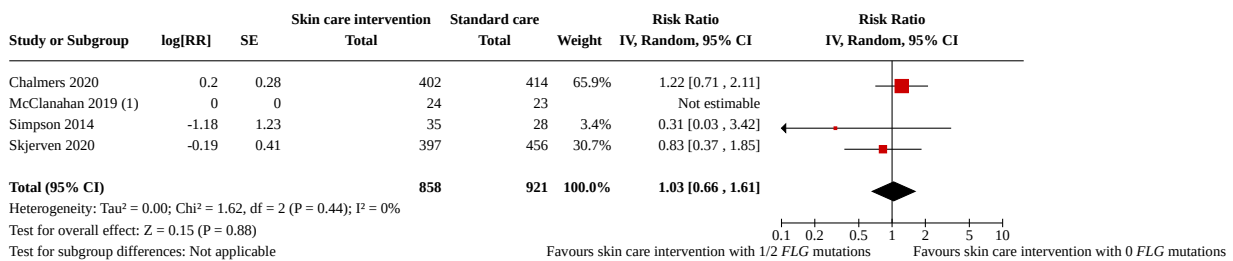 Skin care intervention Standard care Risk Ratio Risk Ratio
Study or Subgroup log[RR] SE Total Total Weight IV, Random, 95% CI IV, Random, 95% CI
Chalmers 2020 0.2 0.28 402 414 65.9% 1.22 [0.71 , 2.11]
McClanahan 2019 (1) 0 0 24 23 Not estimable
Simpson 2014 -1.18 1.23 35 28 3.4% 0.31 [0.03 , 3.42]
Skjerven 2020 -0.19 0.41 397 456 30.7% 0.83 [0.37 , 1.85]
Total (95% CI) 858 921 100.0% 1.03 [0.66 , 1.61]
Heterogeneity: Tau² = 0.00; Chi² = 1.62, df = 2 (P = 0.44); I² = 0%
Test for overall effect: Z = 0.15 (P = 0.88) 0.1 0.2 0.5 1 2 5 10
Test for subgroup differences: Not applicable Favours skin care intervention with 1/2 FLG mutations Favours skin care intervention with 0 FLG mutations